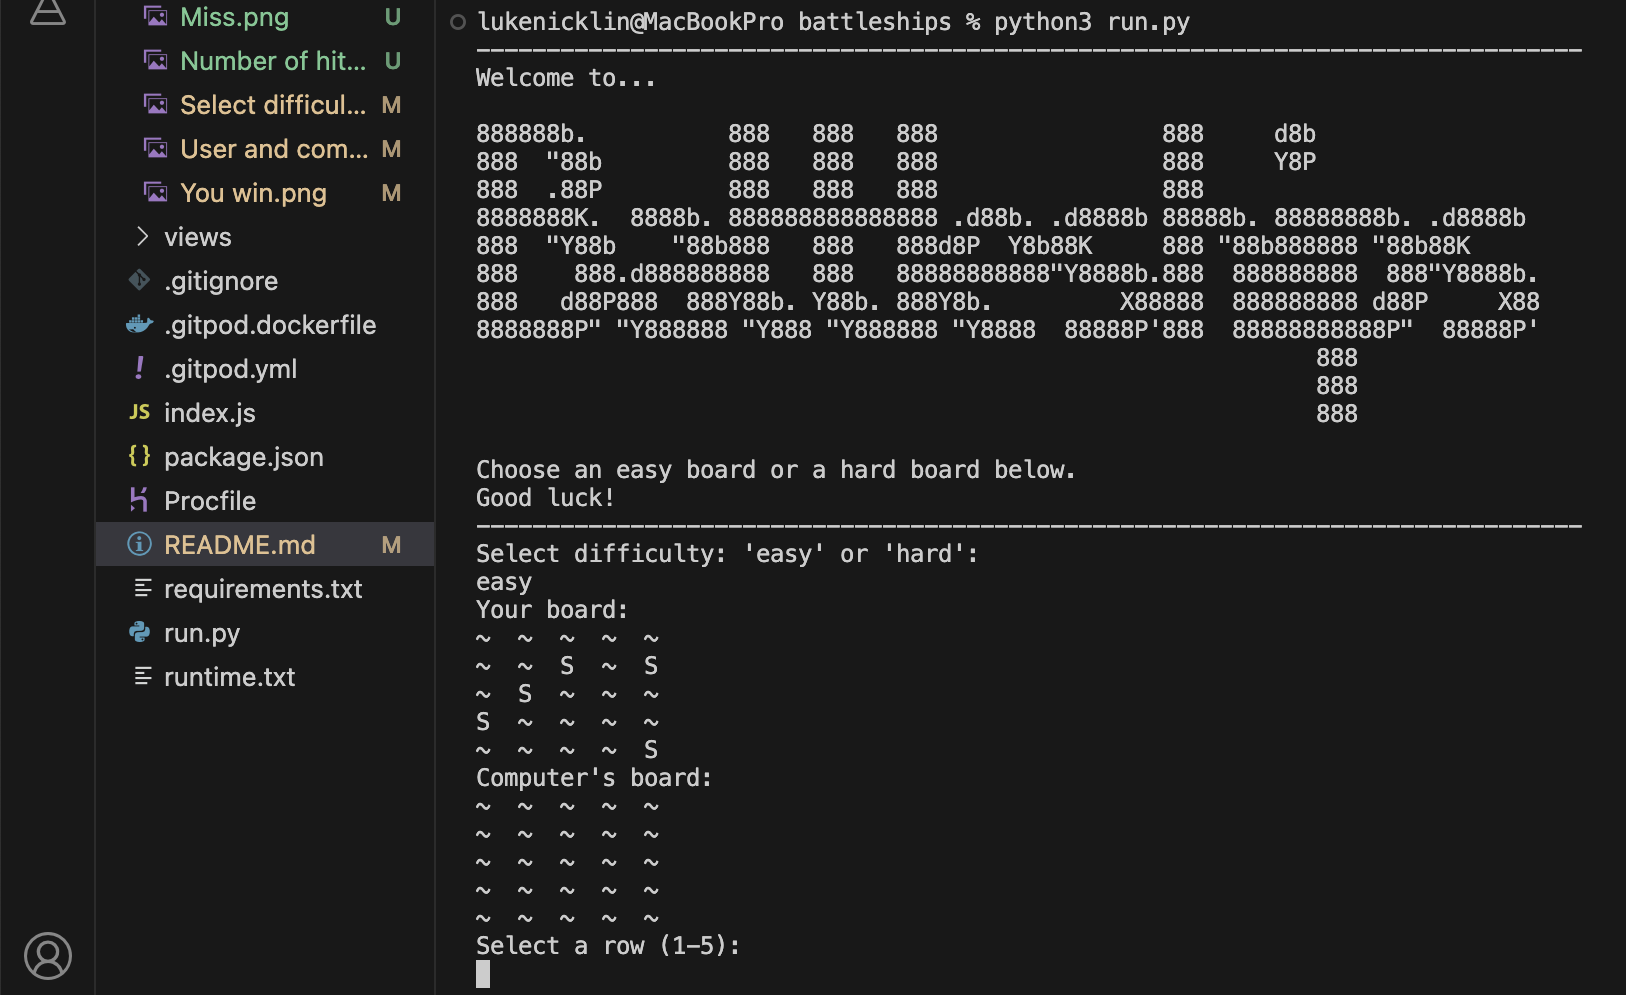 Miss.png U
Number of hit... U
Select difficul... M
User and com... M
You win.png M
views
.gitignore
.gitpod.dockerfile
! .gitpod.yml
JS index.js
{} package.json
Procfile
README.md M
requirements.txt
run.py
runtime.txt
lukenicklin@MacBookPro battleships % python3 run.py
-------------------------------------------------------------------------------
Welcome to...
888888b.          888   888   888                888     d8b
888  "88b         888   888   888                888     Y8P
888  .88P         888   888   888                888
8888888K.  8888b. 888888888888888 .d88b. .d8888b 88888b. 88888888b. .d8888b
888  "Y88b    "88b888   888   888d8P  Y8b88K     888 "88b888888 "88b88K
888    888.d888888888   888   88888888888"Y8888b.888  888888888  888"Y8888b.
888   d88P888  888Y88b. Y88b. 888Y8b.         X88888  888888888 d88P     X88
8888888P" "Y888888 "Y888 "Y888888 "Y8888  88888P'888  88888888888P"  88888P'
                                                            888
                                                            888
                                                            888
Choose an easy board or a hard board below.
Good luck!
-------------------------------------------------------------------------------
Select difficulty: 'easy' or 'hard':
easy
Your board:
~  ~  ~  ~  ~
~  ~  S  ~  S
~  S  ~  ~  ~
S  ~  ~  ~  ~
~  ~  ~  ~  S
Computer's board:
~  ~  ~  ~  ~
~  ~  ~  ~  ~
~  ~  ~  ~  ~
~  ~  ~  ~  ~
~  ~  ~  ~  ~
Select a row (1-5):